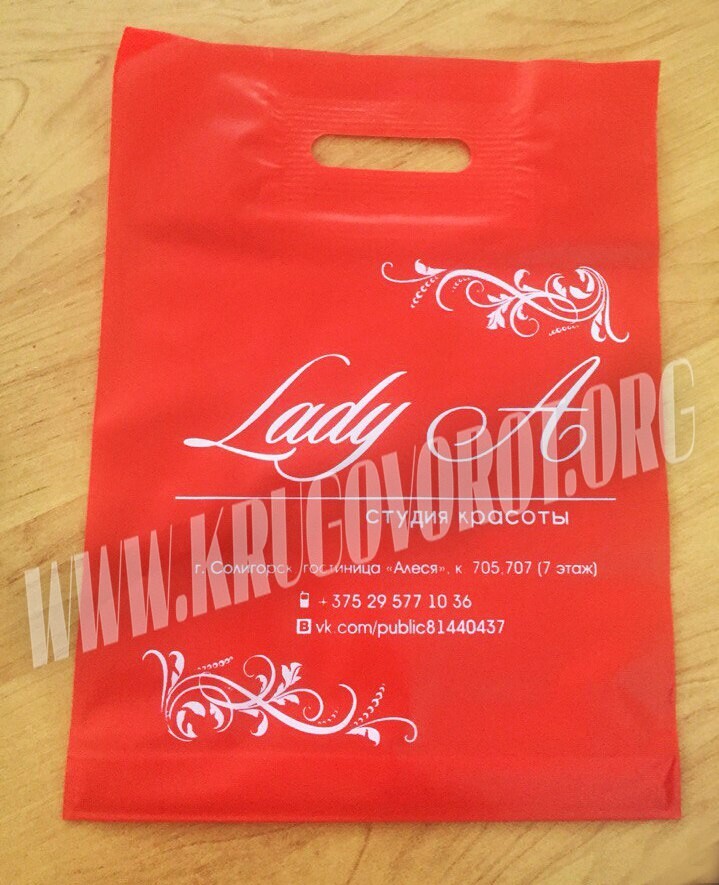 Lady A
студия красоты
г. Солигорск, гостиница «Алеся», к. 705,707 (7 этаж)
+375 29 577 10 36
B vk.com/public81440437
WWW.KRUGOVOROT.ORG